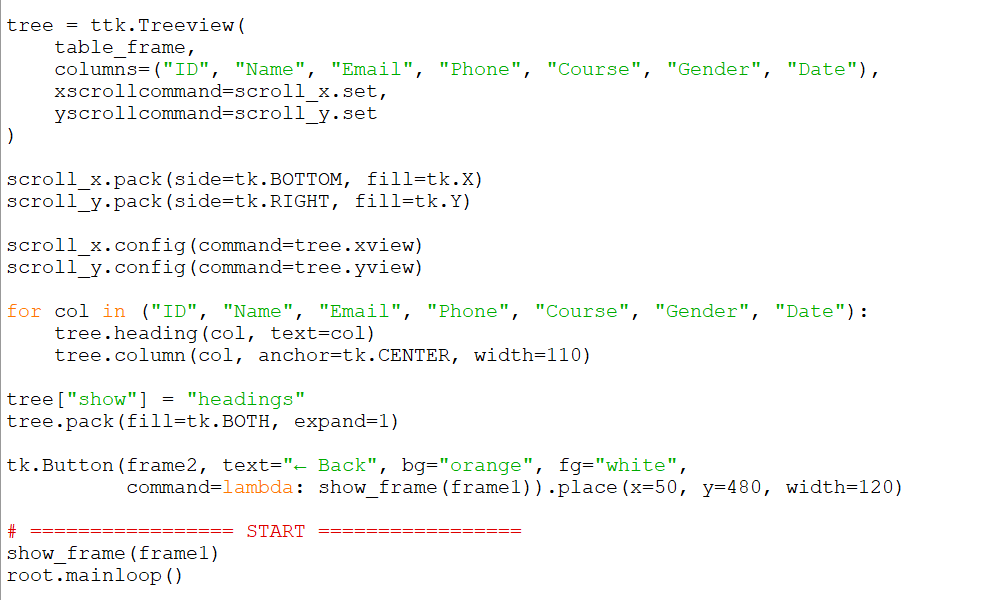 tree = ttk.Treeview(
    table_frame,
    columns=("ID", "Name", "Email", "Phone", "Course", "Gender", "Date"),
    xscrollcommand=scroll_x.set,
    yscrollcommand=scroll_y.set
)
scroll_x.pack(side=tk.BOTTOM, fill=tk.X)
scroll_y.pack(side=tk.RIGHT, fill=tk.Y)
scroll_x.config(command=tree.xview)
scroll_y.config(command=tree.yview)
for col in ("ID", "Name", "Email", "Phone", "Course", "Gender", "Date"):
    tree.heading(col, text=col)
    tree.column(col, anchor=tk.CENTER, width=110)
tree["show"] = "headings"
tree.pack(fill=tk.BOTH, expand=1)
tk.Button(frame2, text="← Back", bg="orange", fg="white",
          command=lambda: show_frame(frame1)).place(x=50, y=480, width=120)
# ================= START =================
show_frame(frame1)
root.mainloop()